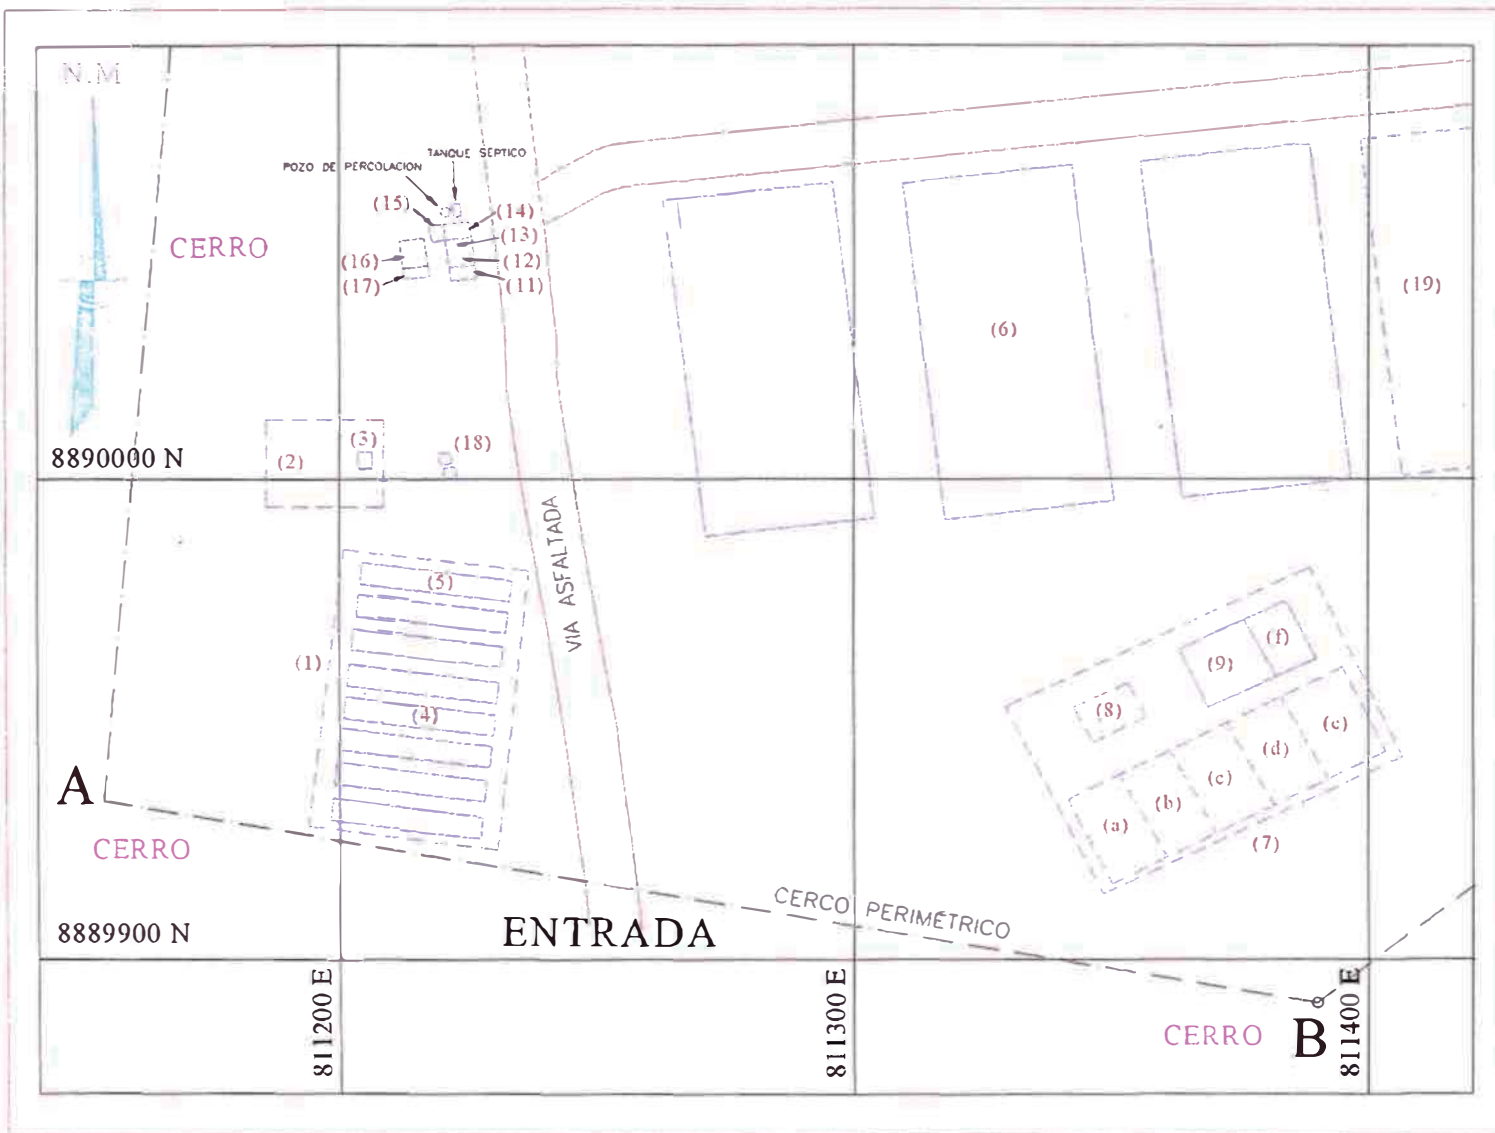 N.M
TANQUE SEPTICO
POZO DE PERCOLACION
(15)
(14)
CERRO
(13)
(16)
(12)
(17)
(11)
(19)
(6)
(3)
(18)
8890000 N
(2)
VIA ASFALTADA
(5)
(1)
(4)
(f)
(9)
(8)
(e)
(d)
(c)
(b)
(a)
(7)
A
CERRO
CERCO PERIMÉTRICO
8889900 N
ENTRADA
811200 E
811300 E
811400 E
CERRO
B